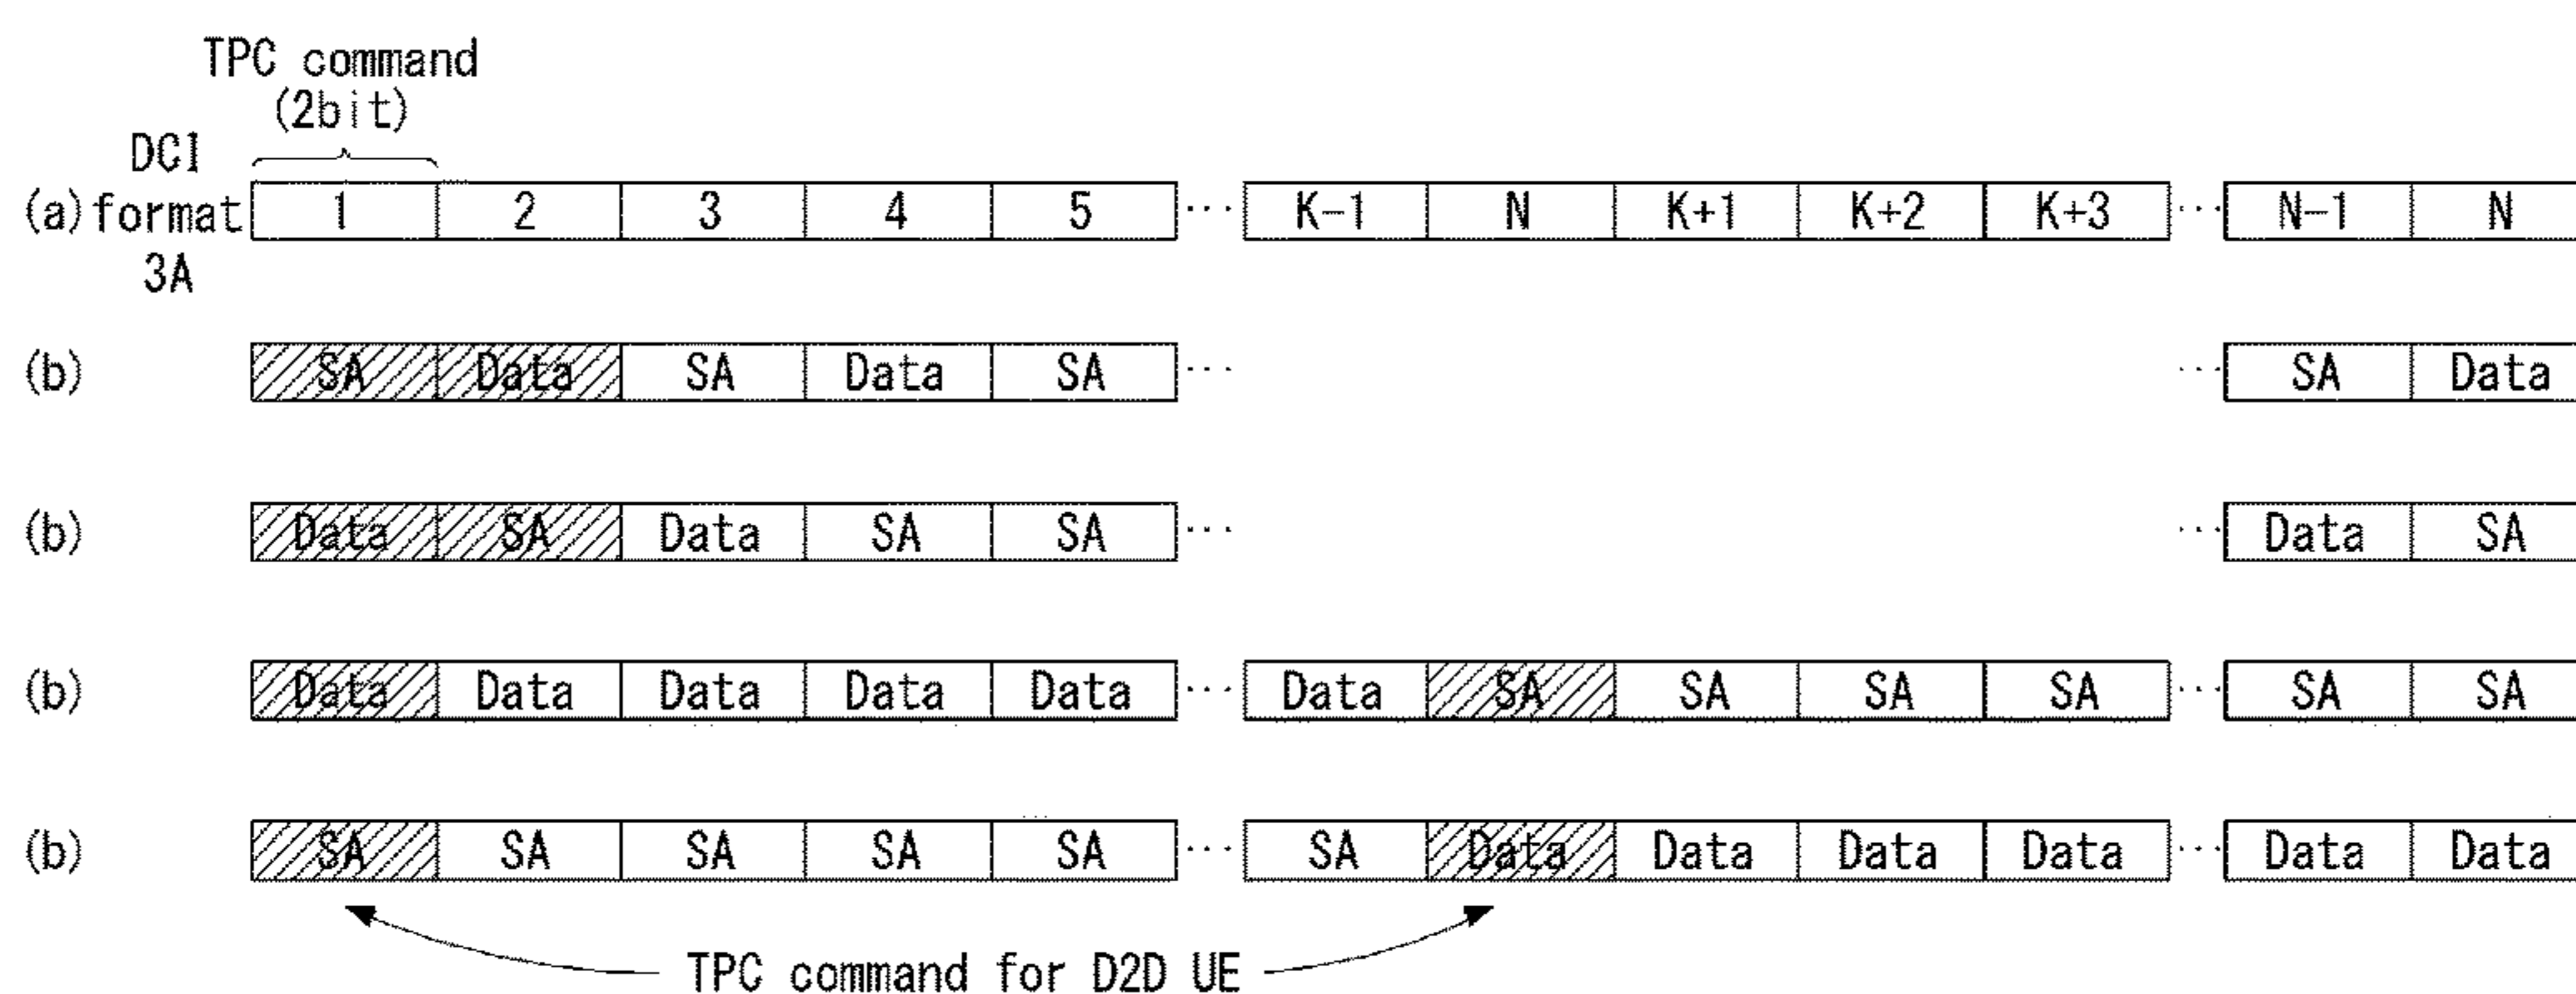 TPC command
(2bit)
DCI
(a) format 1 2 3 4 5 ... K-1 N K+1 K+2 K+3 ... N-1 N
3A
(b) SA Data SA Data SA ... ... SA Data
(b) Data SA Data SA SA ... ... Data SA
(b) Data Data Data Data Data ... Data SA SA SA SA ... SA SA
(b) SA SA SA SA SA ... SA Data Data Data Data ... Data Data
TPC command for D2D UE